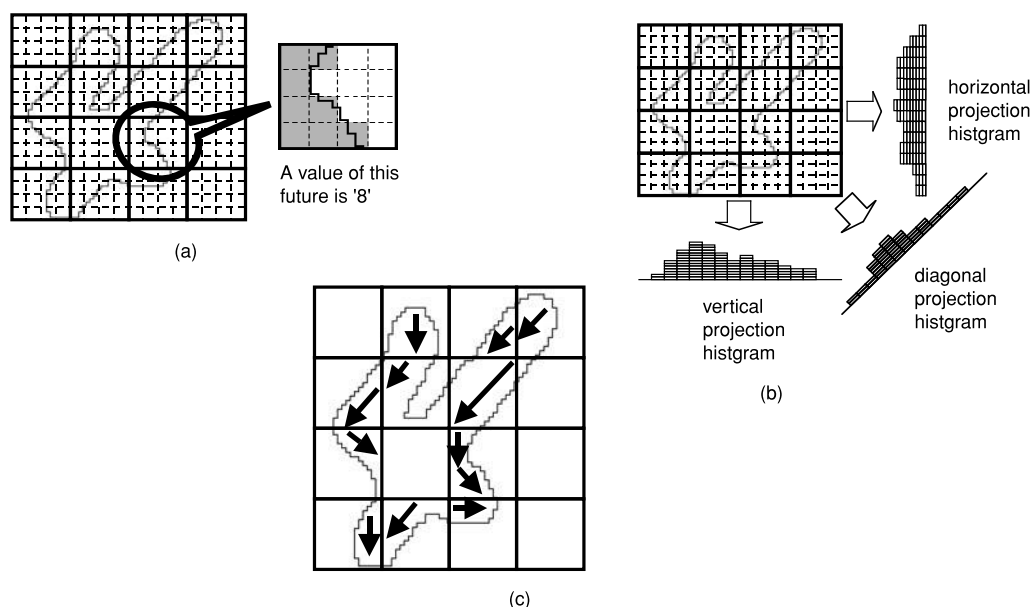 A value of this
future is '8'
(a)
horizontal
projection
histgram
diagonal
projection
histgram
vertical
projection
histgram
(b)
(c)